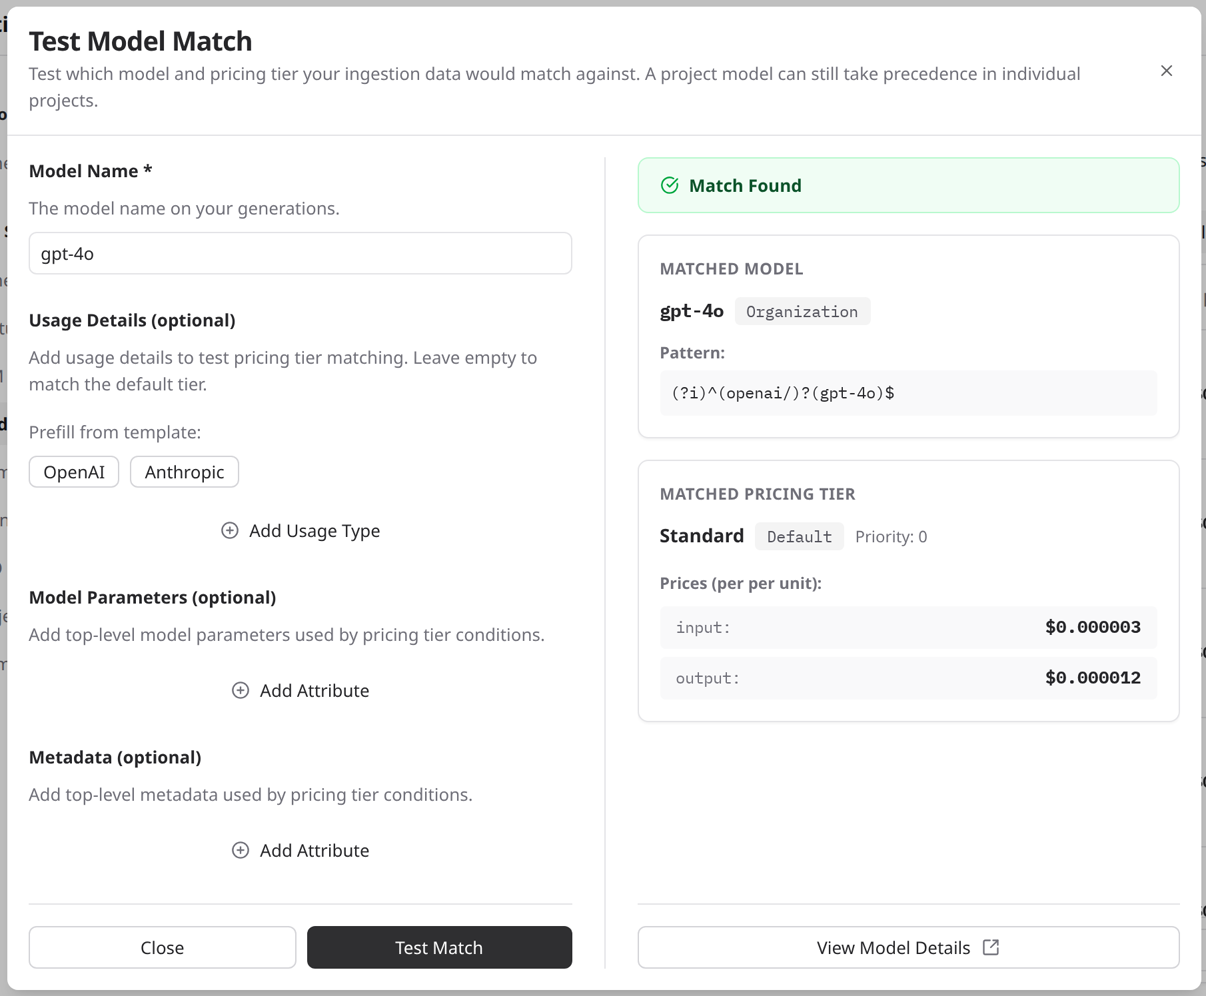 Test Model Match
Test which model and pricing tier your ingestion data would match against. A project model can still take precedence in individual
projects.
Model Name *
The model name on your generations.
gpt-4o
Usage Details (optional)
Add usage details to test pricing tier matching. Leave empty to
match the default tier.
Prefill from template:
OpenAI
Anthropic
Add Usage Type
Model Parameters (optional)
Add top-level model parameters used by pricing tier conditions.
Add Attribute
Metadata (optional)
Add top-level metadata used by pricing tier conditions.
Add Attribute
Close
Test Match
Match Found
MATCHED MODEL
gpt-4o Organization
Pattern:
(?i)^(openai/)?(gpt-4o)$
MATCHED PRICING TIER
Standard Default Priority: 0
Prices (per per unit):
input: $0.000003
output: $0.000012
View Model Details